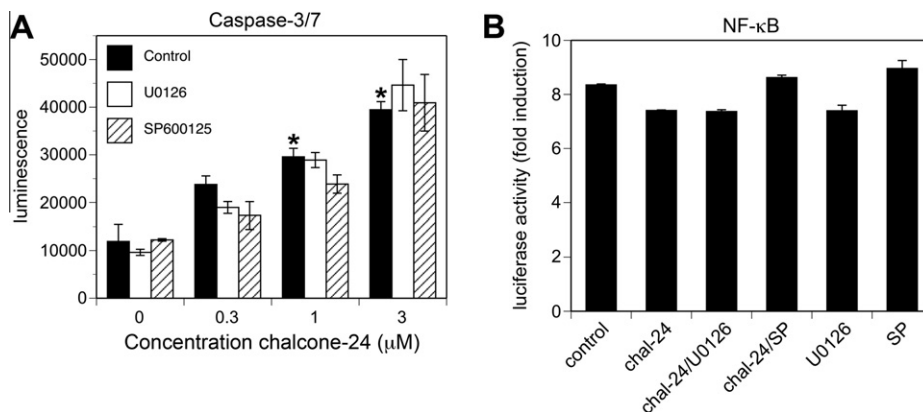 A
Caspase-3/7
luminescence
50000
40000
30000
20000
10000
0
Control
U0126
SP600125
*
*
0 0.3 1 3
Concentration chalcone-24 (μM)
B
NF-κB
luciferase activity (fold induction)
10
8
6
4
2
0
control
chal-24
chal-24/U0126
chal-24/SP
U0126
SP